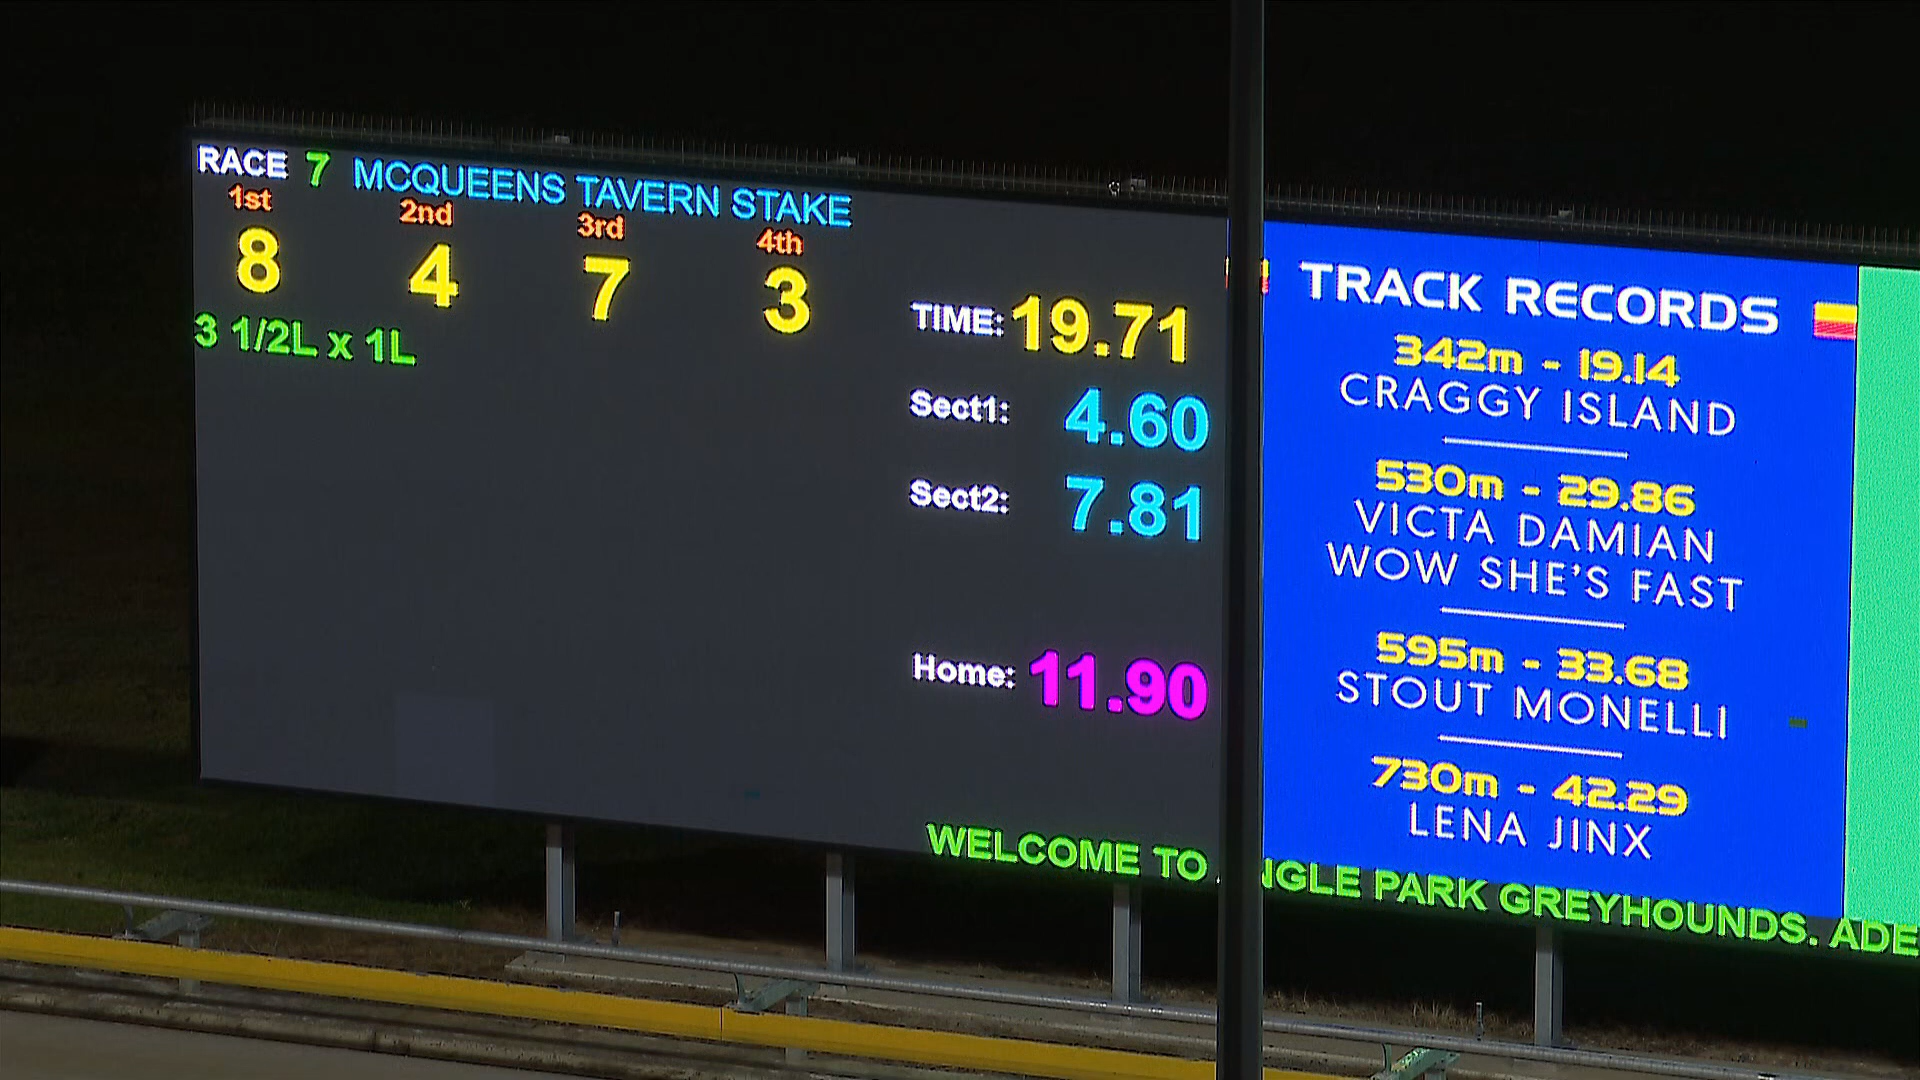 RACE 7 MCQUEENS TAVERN STAKE
1st 2nd 3rd 4th
8 4 7 3
3 1/2L x 1L
TIME: 19.71
Sect1: 4.60
Sect2: 7.81
Home: 11.90
TRACK RECORDS
342m - 19.14
CRAGGY ISLAND
530m - 29.86
VICTA DAMIAN
WOW SHE'S FAST
595m - 33.68
STOUT MONELLI
730m - 42.29
LENA JINX
WELCOME TO NGLE PARK GREYHOUNDS. ADE